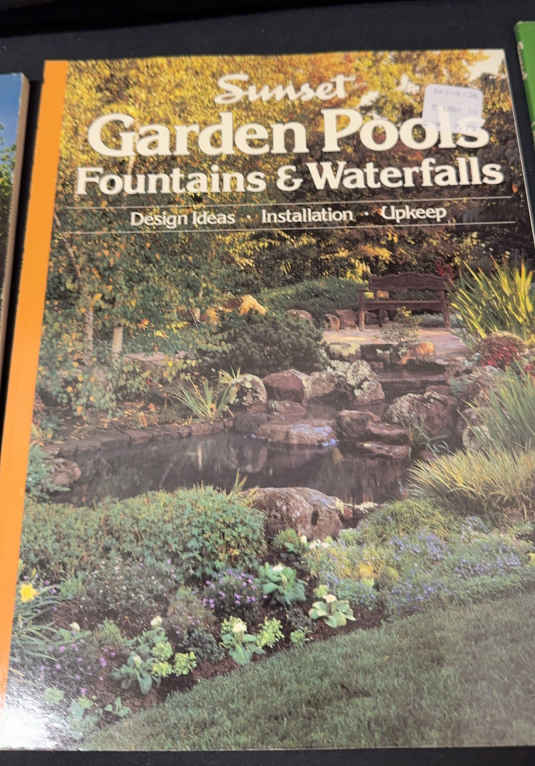 Sunset
Garden Pools
Fountains & Waterfalls
Design Ideas · Installation · Upkeep